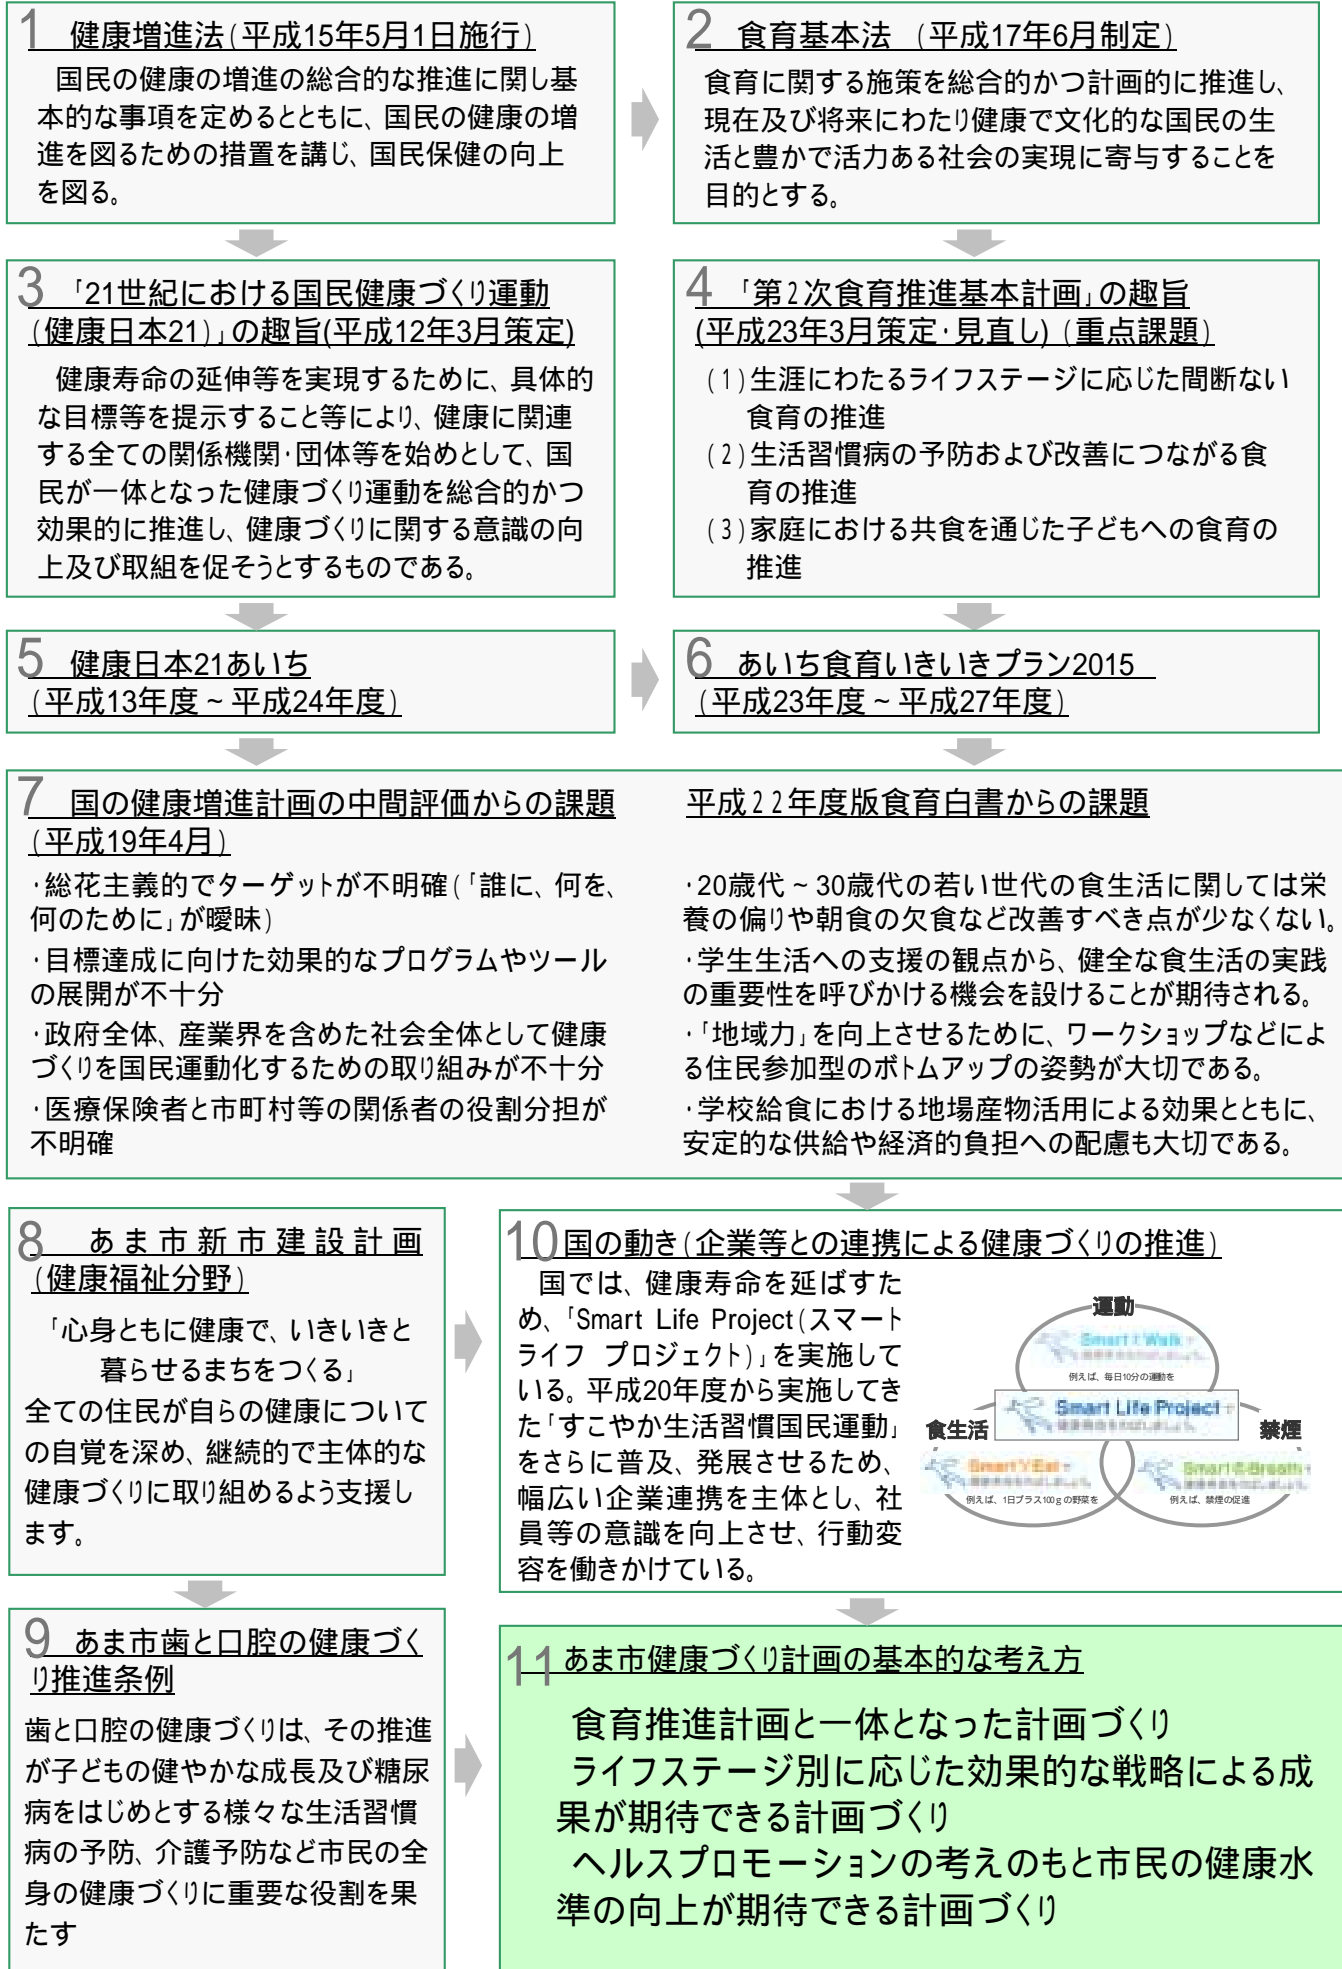 1 健康増進法(平成15年5月1日施行)
国民の健康の増進の総合的な推進に関し基
本的な事項を定めるとともに、国民の健康の増
進を図るための措置を講じ、国民保健の向上
を図る。
2 食育基本法 (平成17年6月制定)
食育に関する施策を総合的かつ計画的に推進し、
現在及び将来にわたり健康で文化的な国民の生
活と豊かで活力ある社会の実現に寄与することを
目的とする。
3 「21世紀における国民健康づくり運動
(健康日本21)」の趣旨(平成12年3月策定)
健康寿命の延伸等を実現するために、具体的
な目標等を提示すること等により、健康に関連
する全ての関係機関・団体等を始めとして、国
民が一体となった健康づくり運動を総合的かつ
効果的に推進し、健康づくりに関する意識の向
上及び取組を促そうとするものである。
4 「第2次食育推進基本計画」の趣旨
(平成23年3月策定・見直し) (重点課題)
(1)生涯にわたるライフステージに応じた間断ない
食育の推進
(2)生活習慣病の予防および改善につながる食
育の推進
(3)家庭における共食を通じた子どもへの食育の
推進
5 健康日本21あいち
(平成13年度～平成24年度)
6 あいち食育いきいきプラン2015
(平成23年度～平成27年度)
7 国の健康増進計画の中間評価からの課題
(平成19年4月)
・総花主義的でターゲットが不明確(「誰に、何を、
何のために」が曖昧)
・目標達成に向けた効果的なプログラムやツール
の展開が不十分
・政府全体、産業界を含めた社会全体として健康
づくりを国民運動化するための取り組みが不十分
・医療保険者と市町村等の関係者の役割分担が
不明確
平成22年度版食育白書からの課題
・20歳代～30歳代の若い世代の食生活に関しては栄
養の偏りや朝食の欠食など改善すべき点が少なくない。
・学生生活への支援の観点から、健全な食生活の実践
の重要性を呼びかける機会を設けることが期待される。
・「地域力」を向上させるために、ワークショップなどによ
る住民参加型のボトムアップの姿勢が大切である。
・学校給食における地場産物活用による効果とともに、
安定的な供給や経済的負担への配慮も大切である。
8 あま市新市建設計画
(健康福祉分野)
「心身ともに健康で、いきいきと
暮らせるまちをつくる」
全ての住民が自らの健康について
の自覚を深め、継続的で主体的な
健康づくりに取り組めるよう支援し
ます。
9 あま市歯と口腔の健康づく
り推進条例
歯と口腔の健康づくりは、その推進
が子どもの健やかな成長及び糖尿
病をはじめとする様々な生活習慣
病の予防、介護予防など市民の全
身の健康づくりに重要な役割を果
たす
10 国の動き(企業等との連携による健康づくりの推進)
国では、健康寿命を延ばすた
め、「Smart Life Project(スマート
ライフ プロジェクト)」を実施して
いる。平成20年度から実施してき
た「すこやか生活習慣国民運動」
をさらに普及、発展させるため、
幅広い企業連携を主体とし、社
員等の意識を向上させ、行動変
容を働きかけている。
運動
Smart Walk
例えば、毎日10分の運動を
Smart Life Project
食生活
禁煙
Smart Eat
例えば、1日プラス100gの野菜を
Smart Breath
例えば、禁煙の促進
11 あま市健康づくり計画の基本的な考え方
食育推進計画と一体となった計画づくり
ライフステージ別に応じた効果的な戦略による成
果が期待できる計画づくり
ヘルスプロモーションの考えのもと市民の健康水
準の向上が期待できる計画づくり